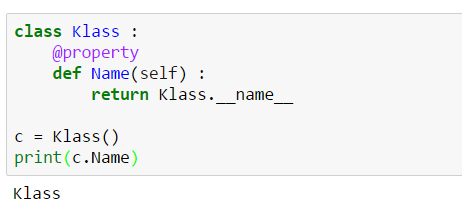 class Klass :
    @property
    def Name(self) :
        return Klass.__name__
c = Klass()
print(c.Name)
Klass